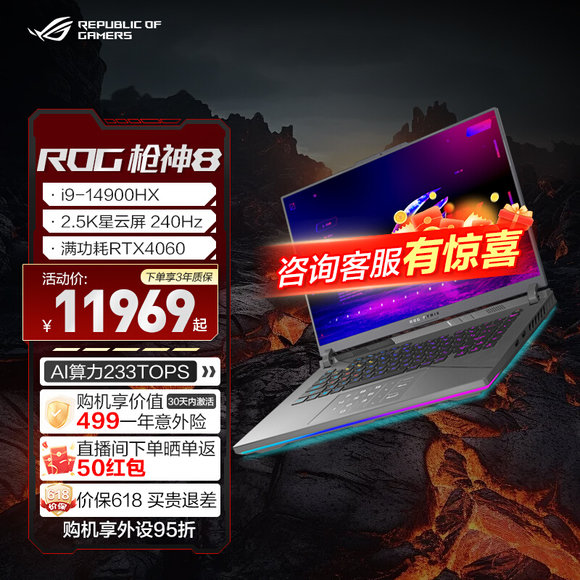 REPUBLIC OF
GAMERS
ROG 枪神8
· i9-14900HX
· 2.5K星云屏 240Hz
· 满功耗RTX4060
活动价:
下单享3年质保
¥ 11969起
咨询客服有惊喜
AI算力233TOPS
购机享价值 30天内激活
499一年意外险
直播间下单晒单返
50红包
618
价保
价保618 买贵退差
购机享外设95折